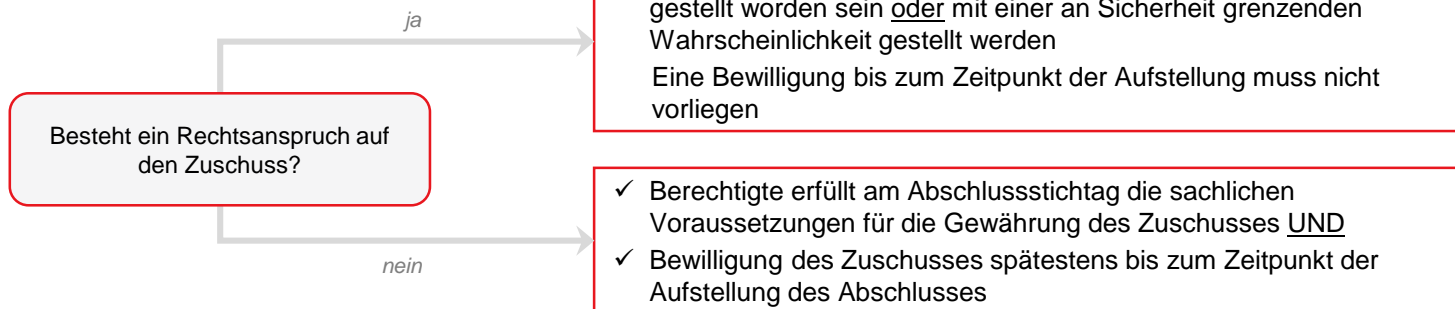 gestellt worden sein oder mit einer an Sicherheit grenzenden
Wahrscheinlichkeit gestellt werden
Eine Bewilligung bis zum Zeitpunkt der Aufstellung muss nicht
vorliegen
ja
Besteht ein Rechtsanspruch auf
den Zuschuss?
nein
✓ Berechtigte erfüllt am Abschlussstichtag die sachlichen
Voraussetzungen für die Gewährung des Zuschusses UND
✓ Bewilligung des Zuschusses spätestens bis zum Zeitpunkt der
Aufstellung des Abschlusses